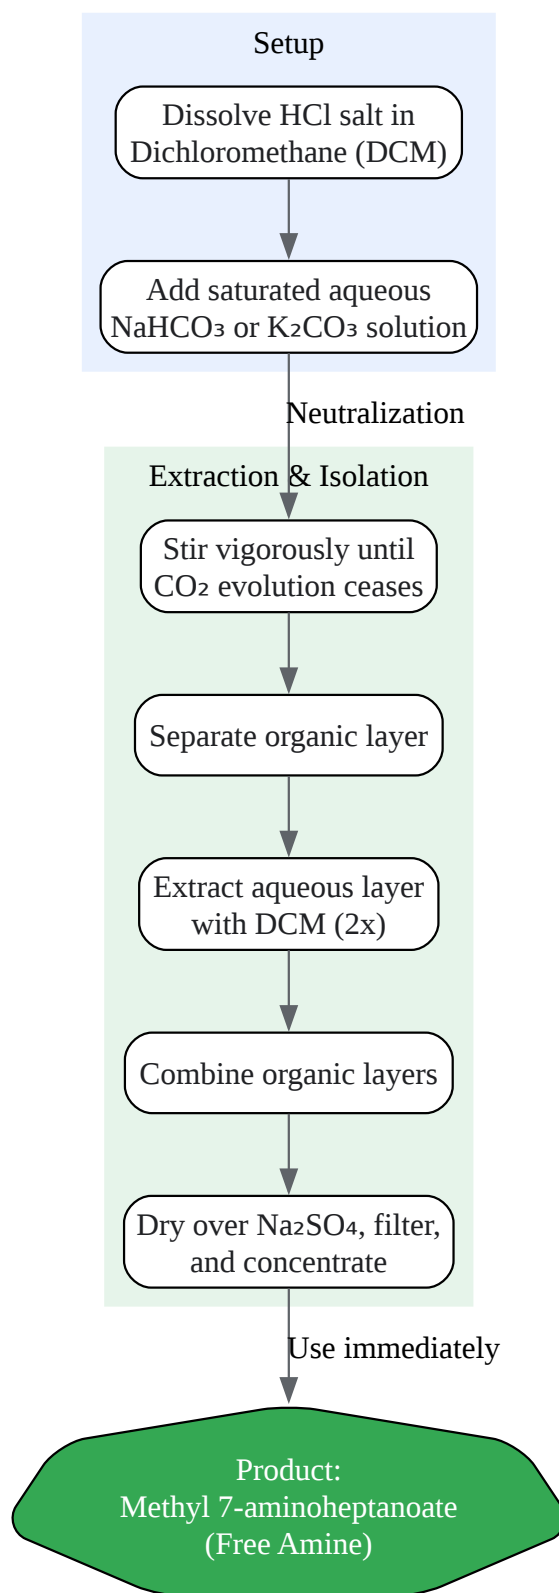 Setup
Dissolve HCl salt in
Dichloromethane (DCM)
Add saturated aqueous
NaHCO₃ or K₂CO₃ solution
Neutralization
Extraction & Isolation
Stir vigorously until
CO₂ evolution ceases
Separate organic layer
Extract aqueous layer
with DCM (2x)
Combine organic layers
Dry over Na₂SO₄, filter,
and concentrate
Use immediately
Product:
Methyl 7-aminoheptanoate
(Free Amine)